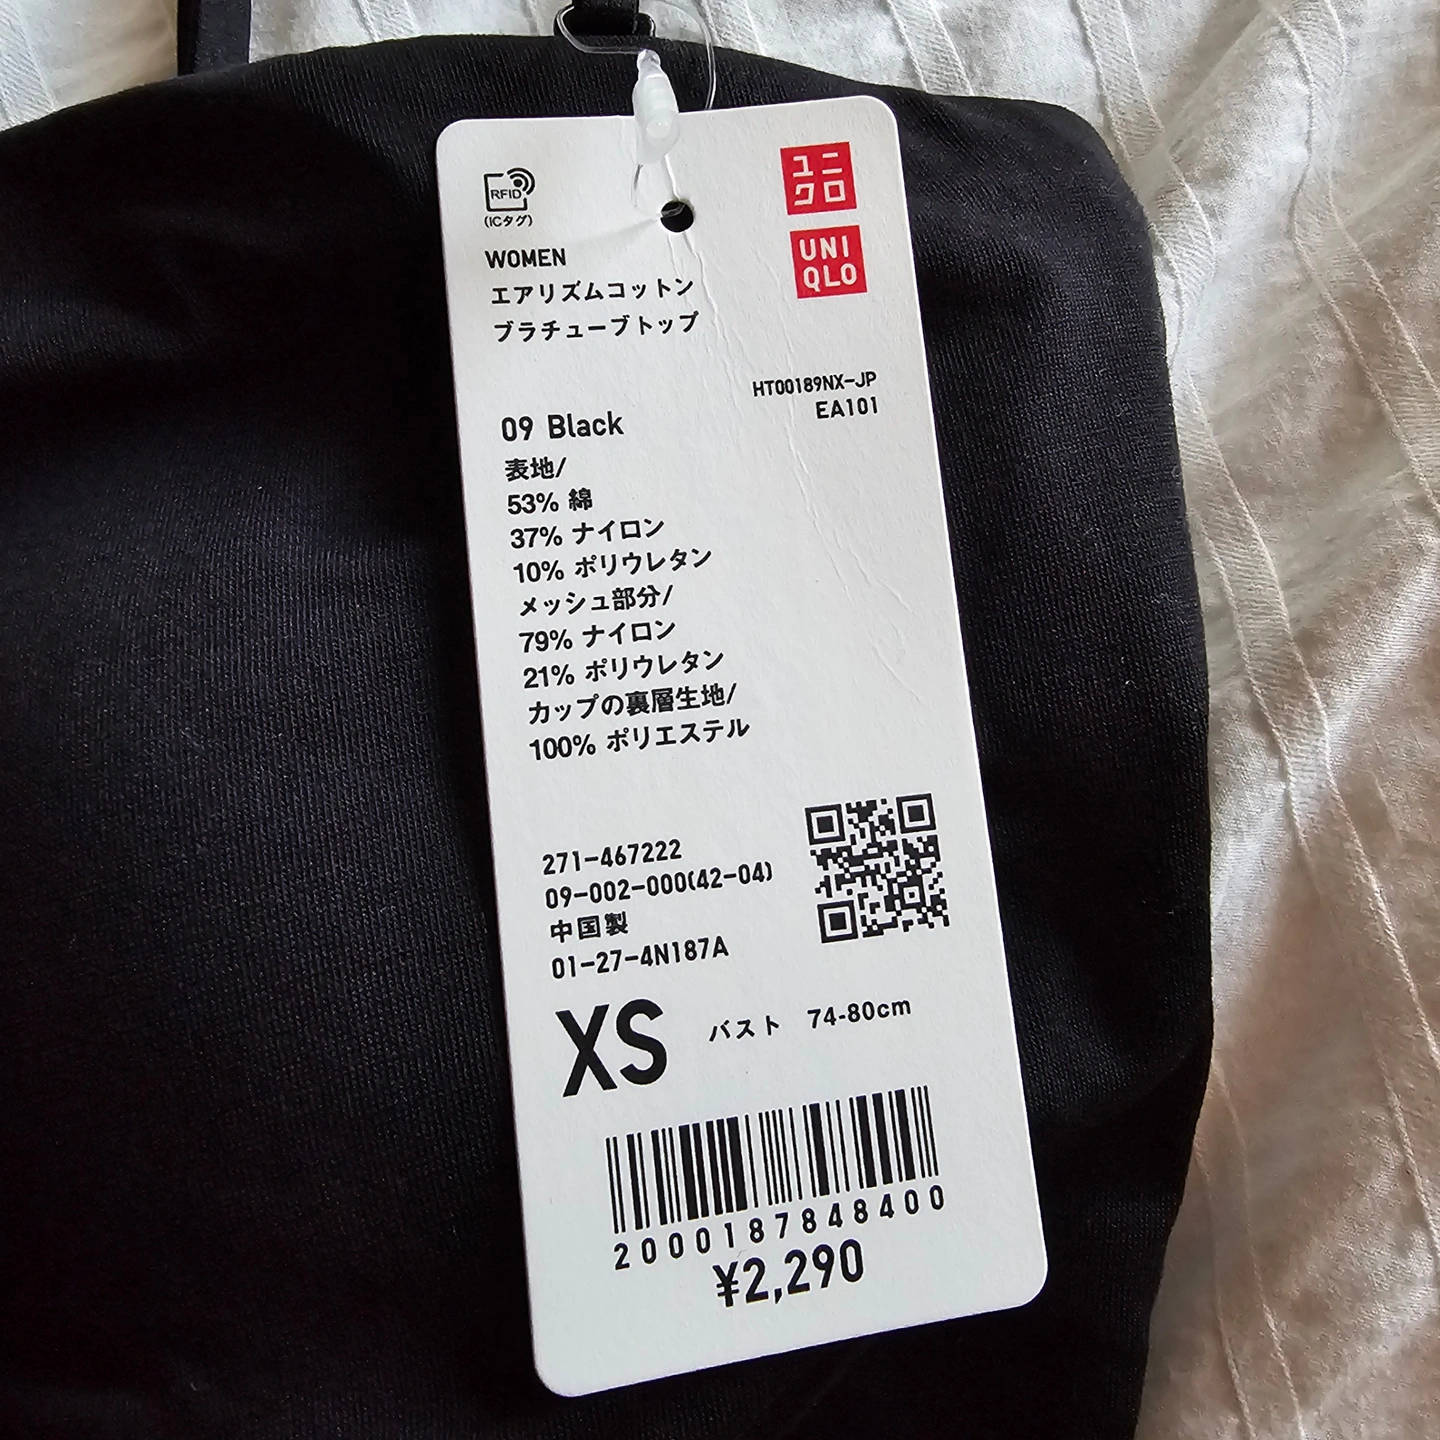 RFID
(ICタグ)
ユニ
クロ
UNI
QLO
WOMEN
エアリズムコットン
ブラチューブトップ
HT00189NX-JP
EA101
09 Black
表地/
53% 綿
37% ナイロン
10% ポリウレタン
メッシュ部分/
79% ナイロン
21% ポリウレタン
カップの裏層生地/
100% ポリエステル
271-467222
09-002-000(42-04)
中国製
01-27-4N187A
XS バスト 74-80cm
2000187848400
¥2,290